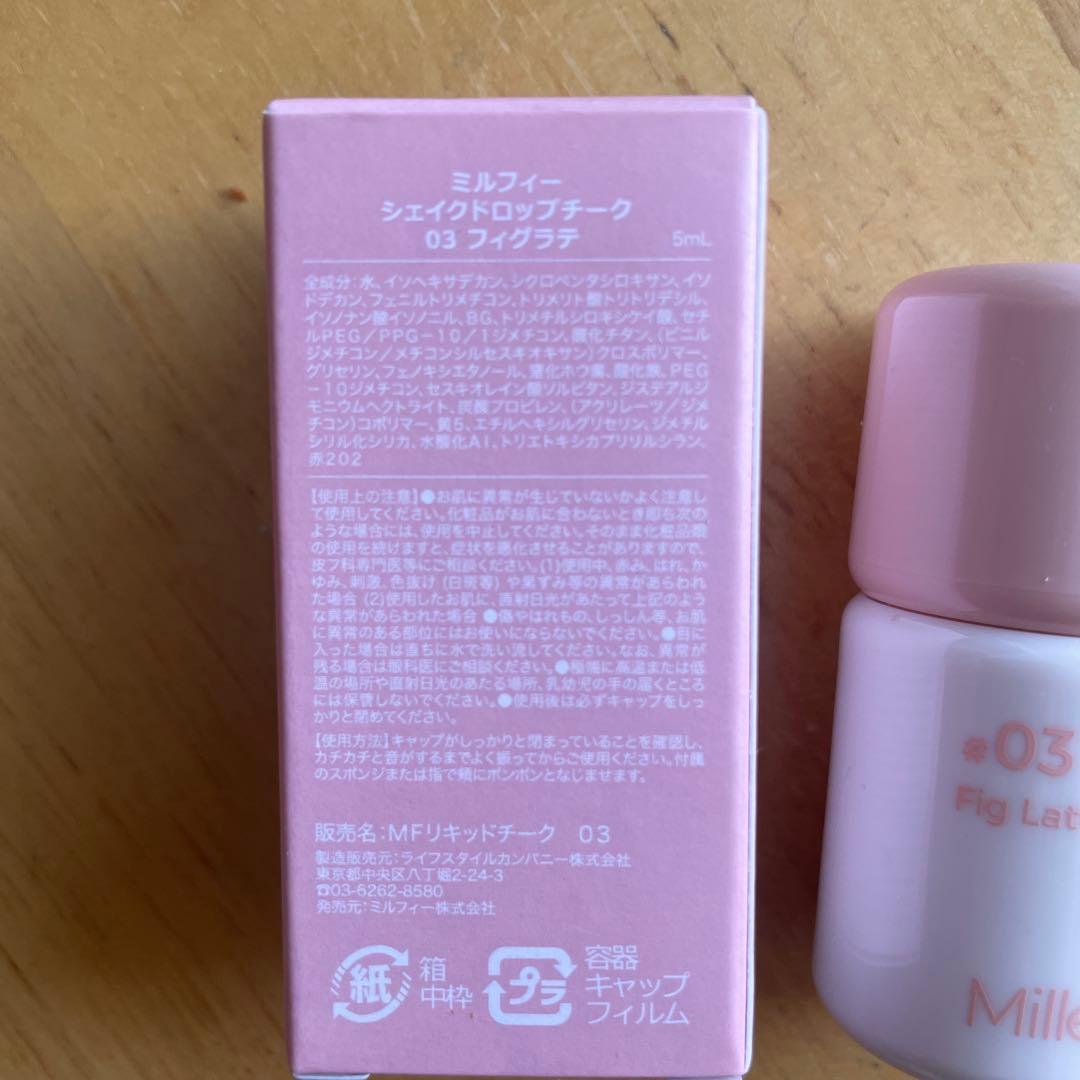 ミルフィー
シェイクドロップチーク
03 フィグラテ 5mL
全成分:水、イソヘキサデカン、シクロペンタシロキサン、イソ
ドデカン、フェニルトリメチコン、トリメリト酸トリトリデシル、
イソノナン酸イソノニル、BG、トリメチルシロキシケイ酸、セチ
ルPEG/PPG-10/1ジメチコン、酸化チタン、(ビニル
ジメチコン/メチコンシルセスキオキサン)クロスポリマー、
グリセリン、フェノキシエタノール、窒化ホウ素、酸化鉄、PEG
-10ジメチコン、セスキオレイン酸ソルビタン、ジステアルジ
モニウムヘクトライト、炭酸プロピレン、(アクリレーツ/ジメ
チコン)コポリマー、黄5、エチルヘキシルグリセリン、ジメチル
シリル化シリカ、水酸化Al、トリエトキシカプリリルシラン、
赤202
【使用上の注意】●お肌に異常が生じていないかよく注意し
て使用してください。化粧品がお肌に合わないとき即ち次の
ような場合には、使用を中止してください。そのまま化粧品類
の使用を続けますと、症状を悪化させることがありますので、
皮フ科専門医等にご相談ください。(1)使用中、赤み、はれ、か
ゆみ、刺激、色抜け(白斑等)や黒ずみ等の異常があらわれ
た場合 (2)使用したお肌に、直射日光があたって上記のよう
な異常があらわれた場合 ●傷やはれもの、しっしん等、お肌
に異常のある部位にはお使いにならないでください。●目に
入った場合は直ちに水で洗い流してください。なお、異常が
残る場合は眼科医にご相談ください。●極端に高温または低
温の場所や直射日光のあたる場所、乳幼児の手の届くところ
には保管しないでください。●使用後は必ずキャップをしっ
かりと閉めてください。
【使用方法】キャップがしっかりと閉まっていることを確認し、
カチカチと音がするまでよく振ってからご使用ください。付属
のスポンジまたは指で頬にポンポンとなじませます。
販売名:MFリキッドチーク 03
製造販売元:ライフスタイルカンパニー株式会社
東京都中央区八丁堀2-24-3
☎03-6262-8580
発売元:ミルフィー株式会社
紙 箱
中枠
プラ 容器
キャップ
フィルム
#03
Fig Lat
Mille